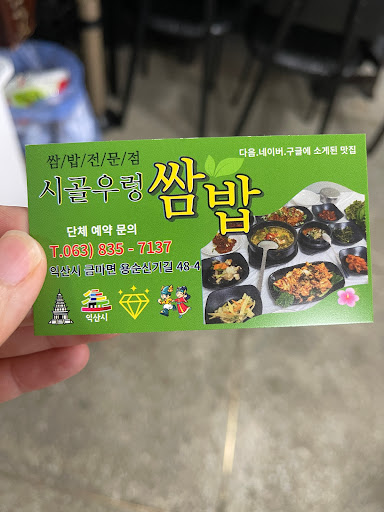 쌈/밥/전/문/점
다음.네이버.구글에 소게된 맛집
시골우렁쌈밥
단체 예약 문의
T.063) 835 - 7137
익산시 금마면 용순신기길 48-4
익산시